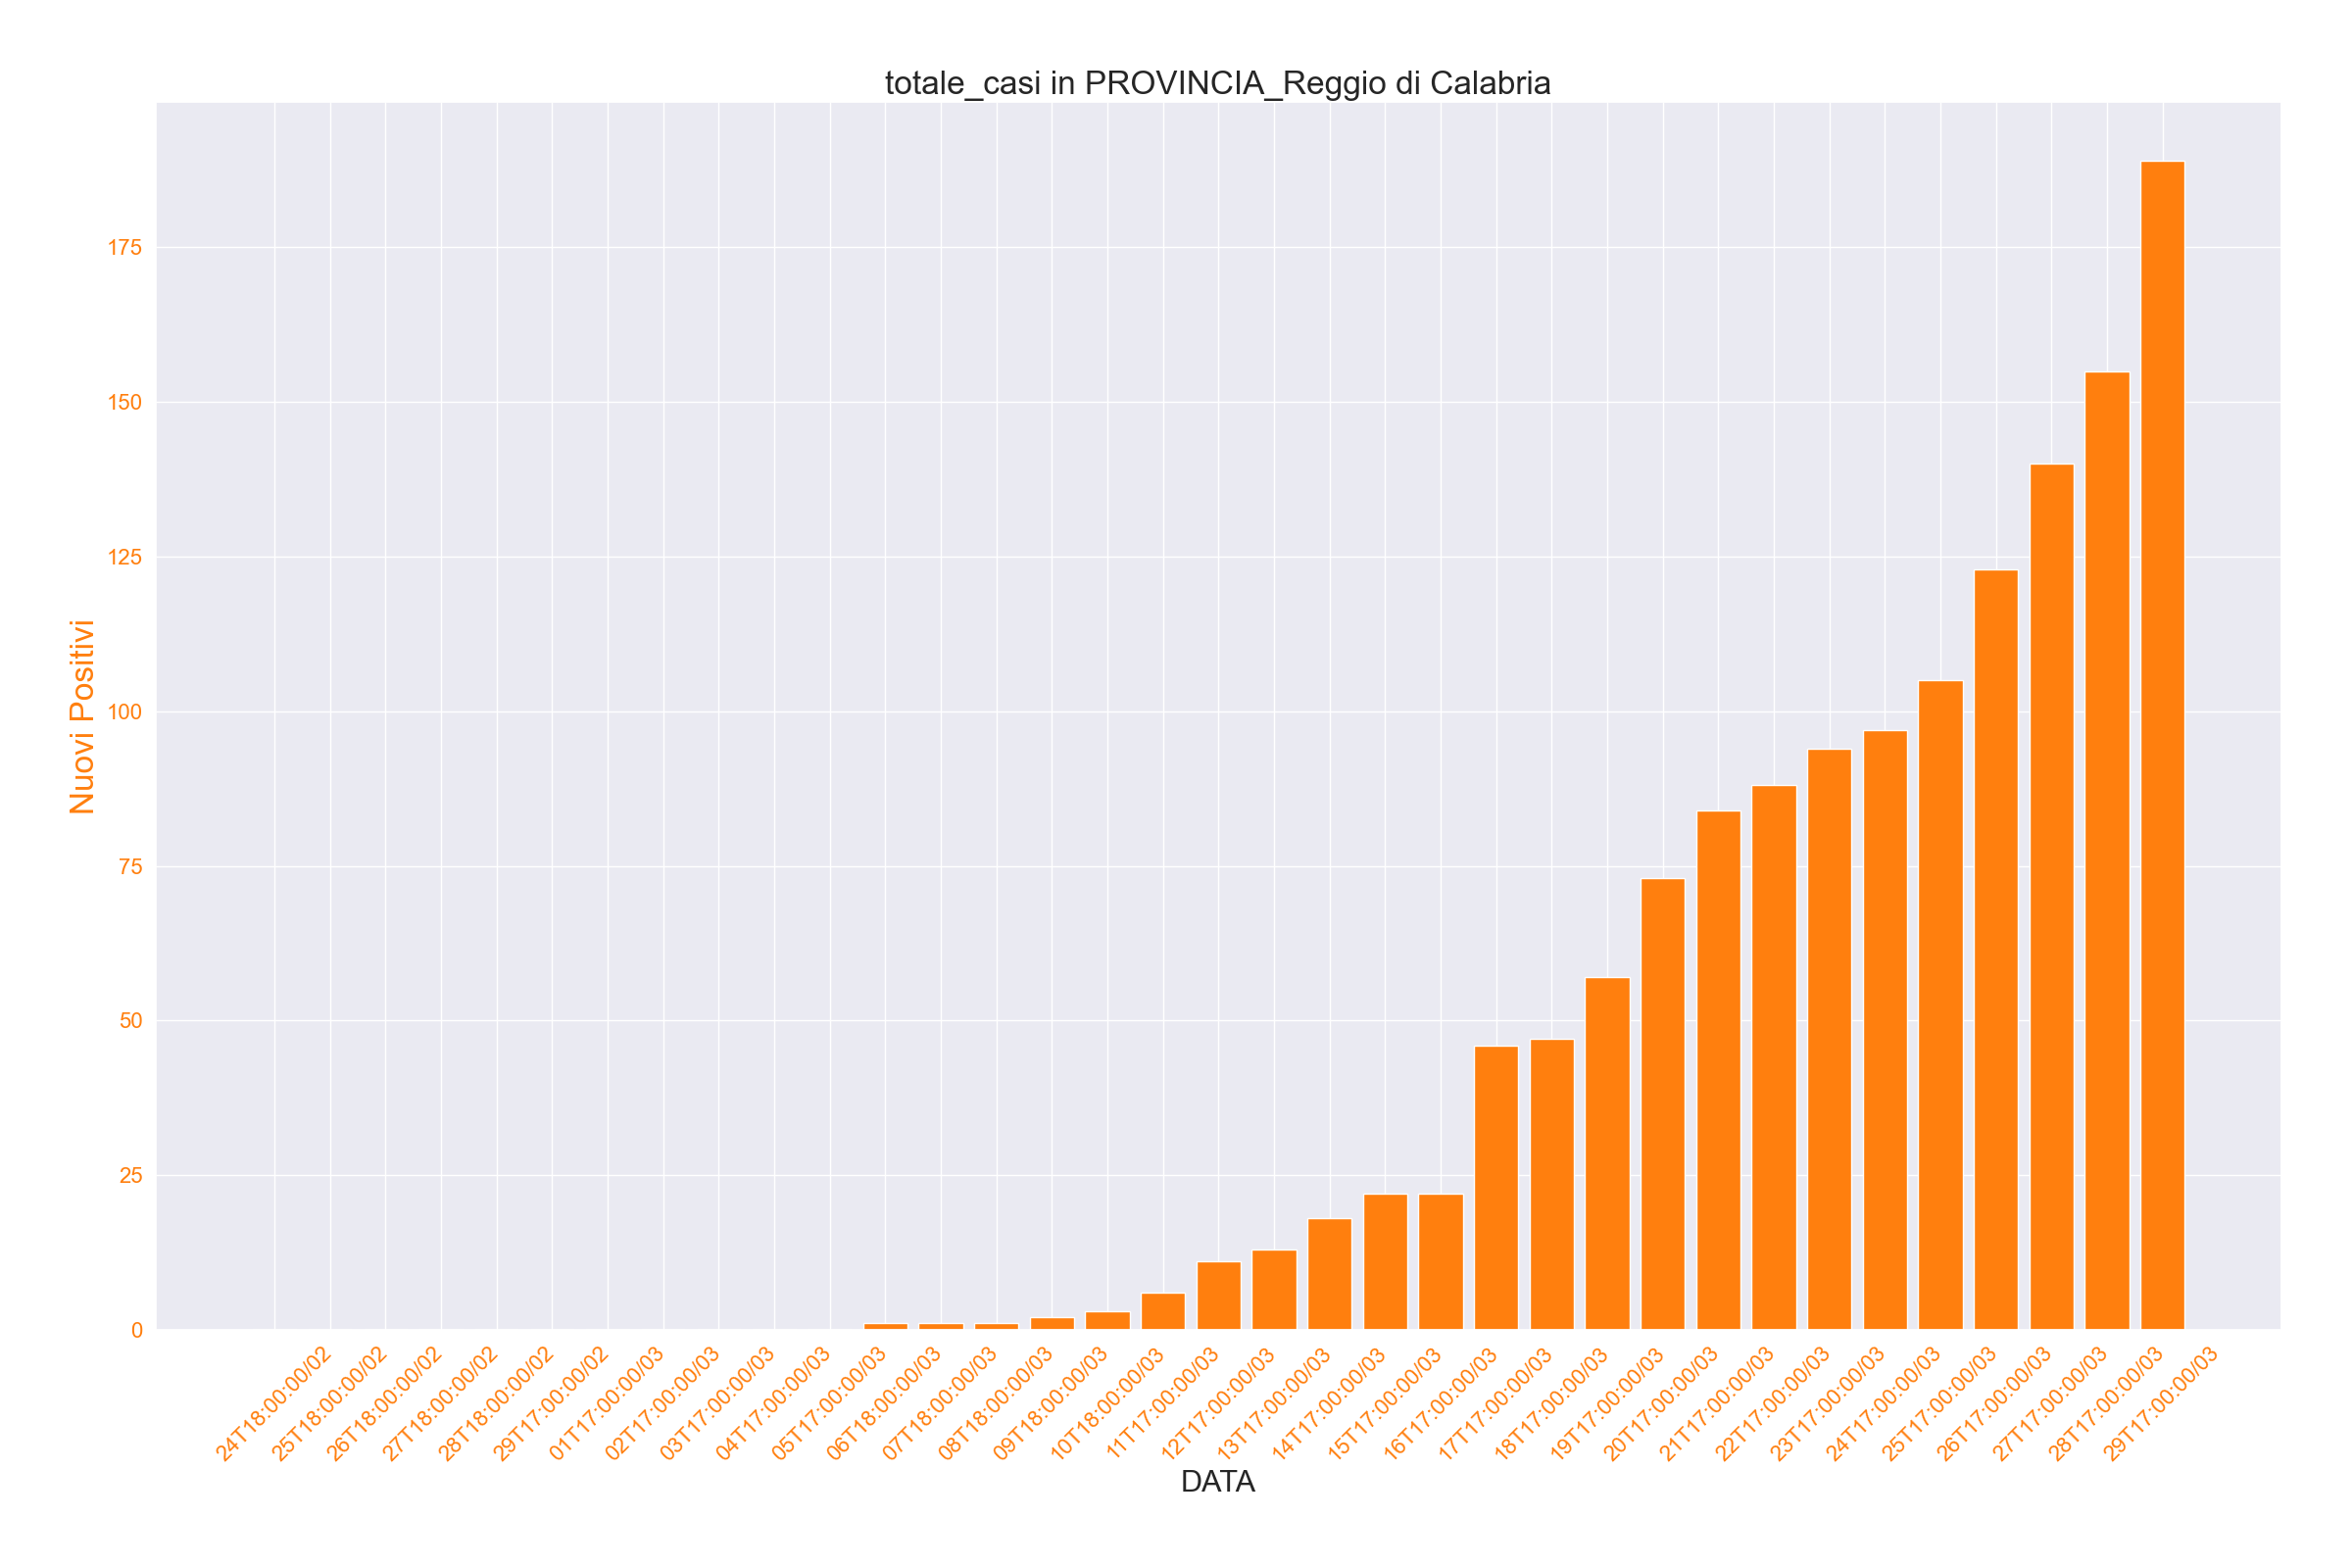 totale_casi in PROVINCIA_Reggio di Calabria
Nuovi Positivi
175
150
125
100
75
50
25
0
24T18:00:00/02
25T18:00:00/02
26T18:00:00/02
27T18:00:00/02
28T18:00:00/02
29T17:00:00/02
01T17:00:00/03
02T17:00:00/03
03T17:00:00/03
04T17:00:00/03
05T17:00:00/03
06T18:00:00/03
07T18:00:00/03
08T18:00:00/03
09T18:00:00/03
10T18:00:00/03
11T17:00:00/03
12T17:00:00/03
13T17:00:00/03
14T17:00:00/03
15T17:00:00/03
16T17:00:00/03
17T17:00:00/03
18T17:00:00/03
19T17:00:00/03
20T17:00:00/03
21T17:00:00/03
22T17:00:00/03
23T17:00:00/03
24T17:00:00/03
25T17:00:00/03
26T17:00:00/03
27T17:00:00/03
28T17:00:00/03
29T17:00:00/03
DATA